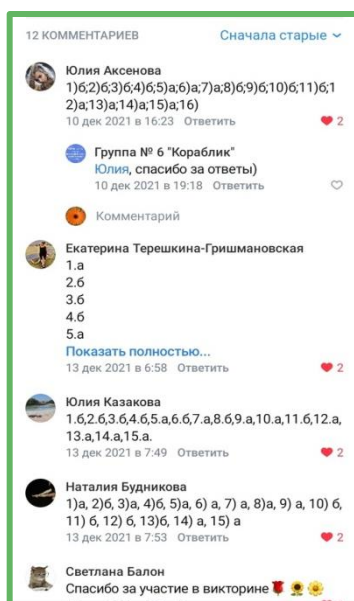 12 КОММЕНТАРИЕВ
Сначала старые
Юлия Аксенова
1)б;2)б;3)б;4)б;5)а;6)а;7)а;8)б;9)б;10)б;11)б;1
2)а;13)а;14)а;15)а;16)
10 дек 2021 в 16:23 Ответить 2
Группа № 6 "Кораблик"
Юлия, спасибо за ответы)
10 дек 2021 в 19:18 Ответить
Комментарий
Екатерина Терешкина-Гришмановская
1.а
2.б
3.б
4.б
5.а
Показать полностью...
13 дек 2021 в 6:58 Ответить 2
Юлия Казакова
1.б,2.б,3.б,4.б,5.а,6.б,7.а,8.б,9.а,10.а,11.б,12.а,
13.а,14.а,15.а.
13 дек 2021 в 7:49 Ответить 2
Наталия Будникова
1)а, 2)б, 3)а, 4)б, 5)а, 6) а, 7) а, 8)а, 9) а, 10) б,
11) б, 12) б, 13)б, 14) а, 15) а
13 дек 2021 в 7:53 Ответить 2
Светлана Балон
Спасибо за участие в викторине